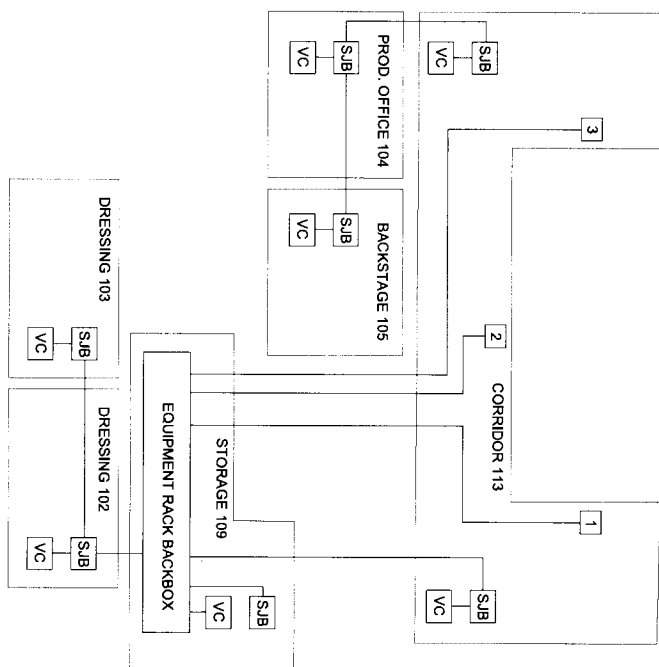 3
1
2
CORRIDOR 113
SJB
SJB
VC
VC
PROD. OFFICE 104
BACKSTAGE 105
SJB
SJB
VC
VC
SJB
STORAGE 109
VC
EQUIPMENT RACK BACKBOX
DRESSING 103
DRESSING 102
SJB
SJB
VC
VC